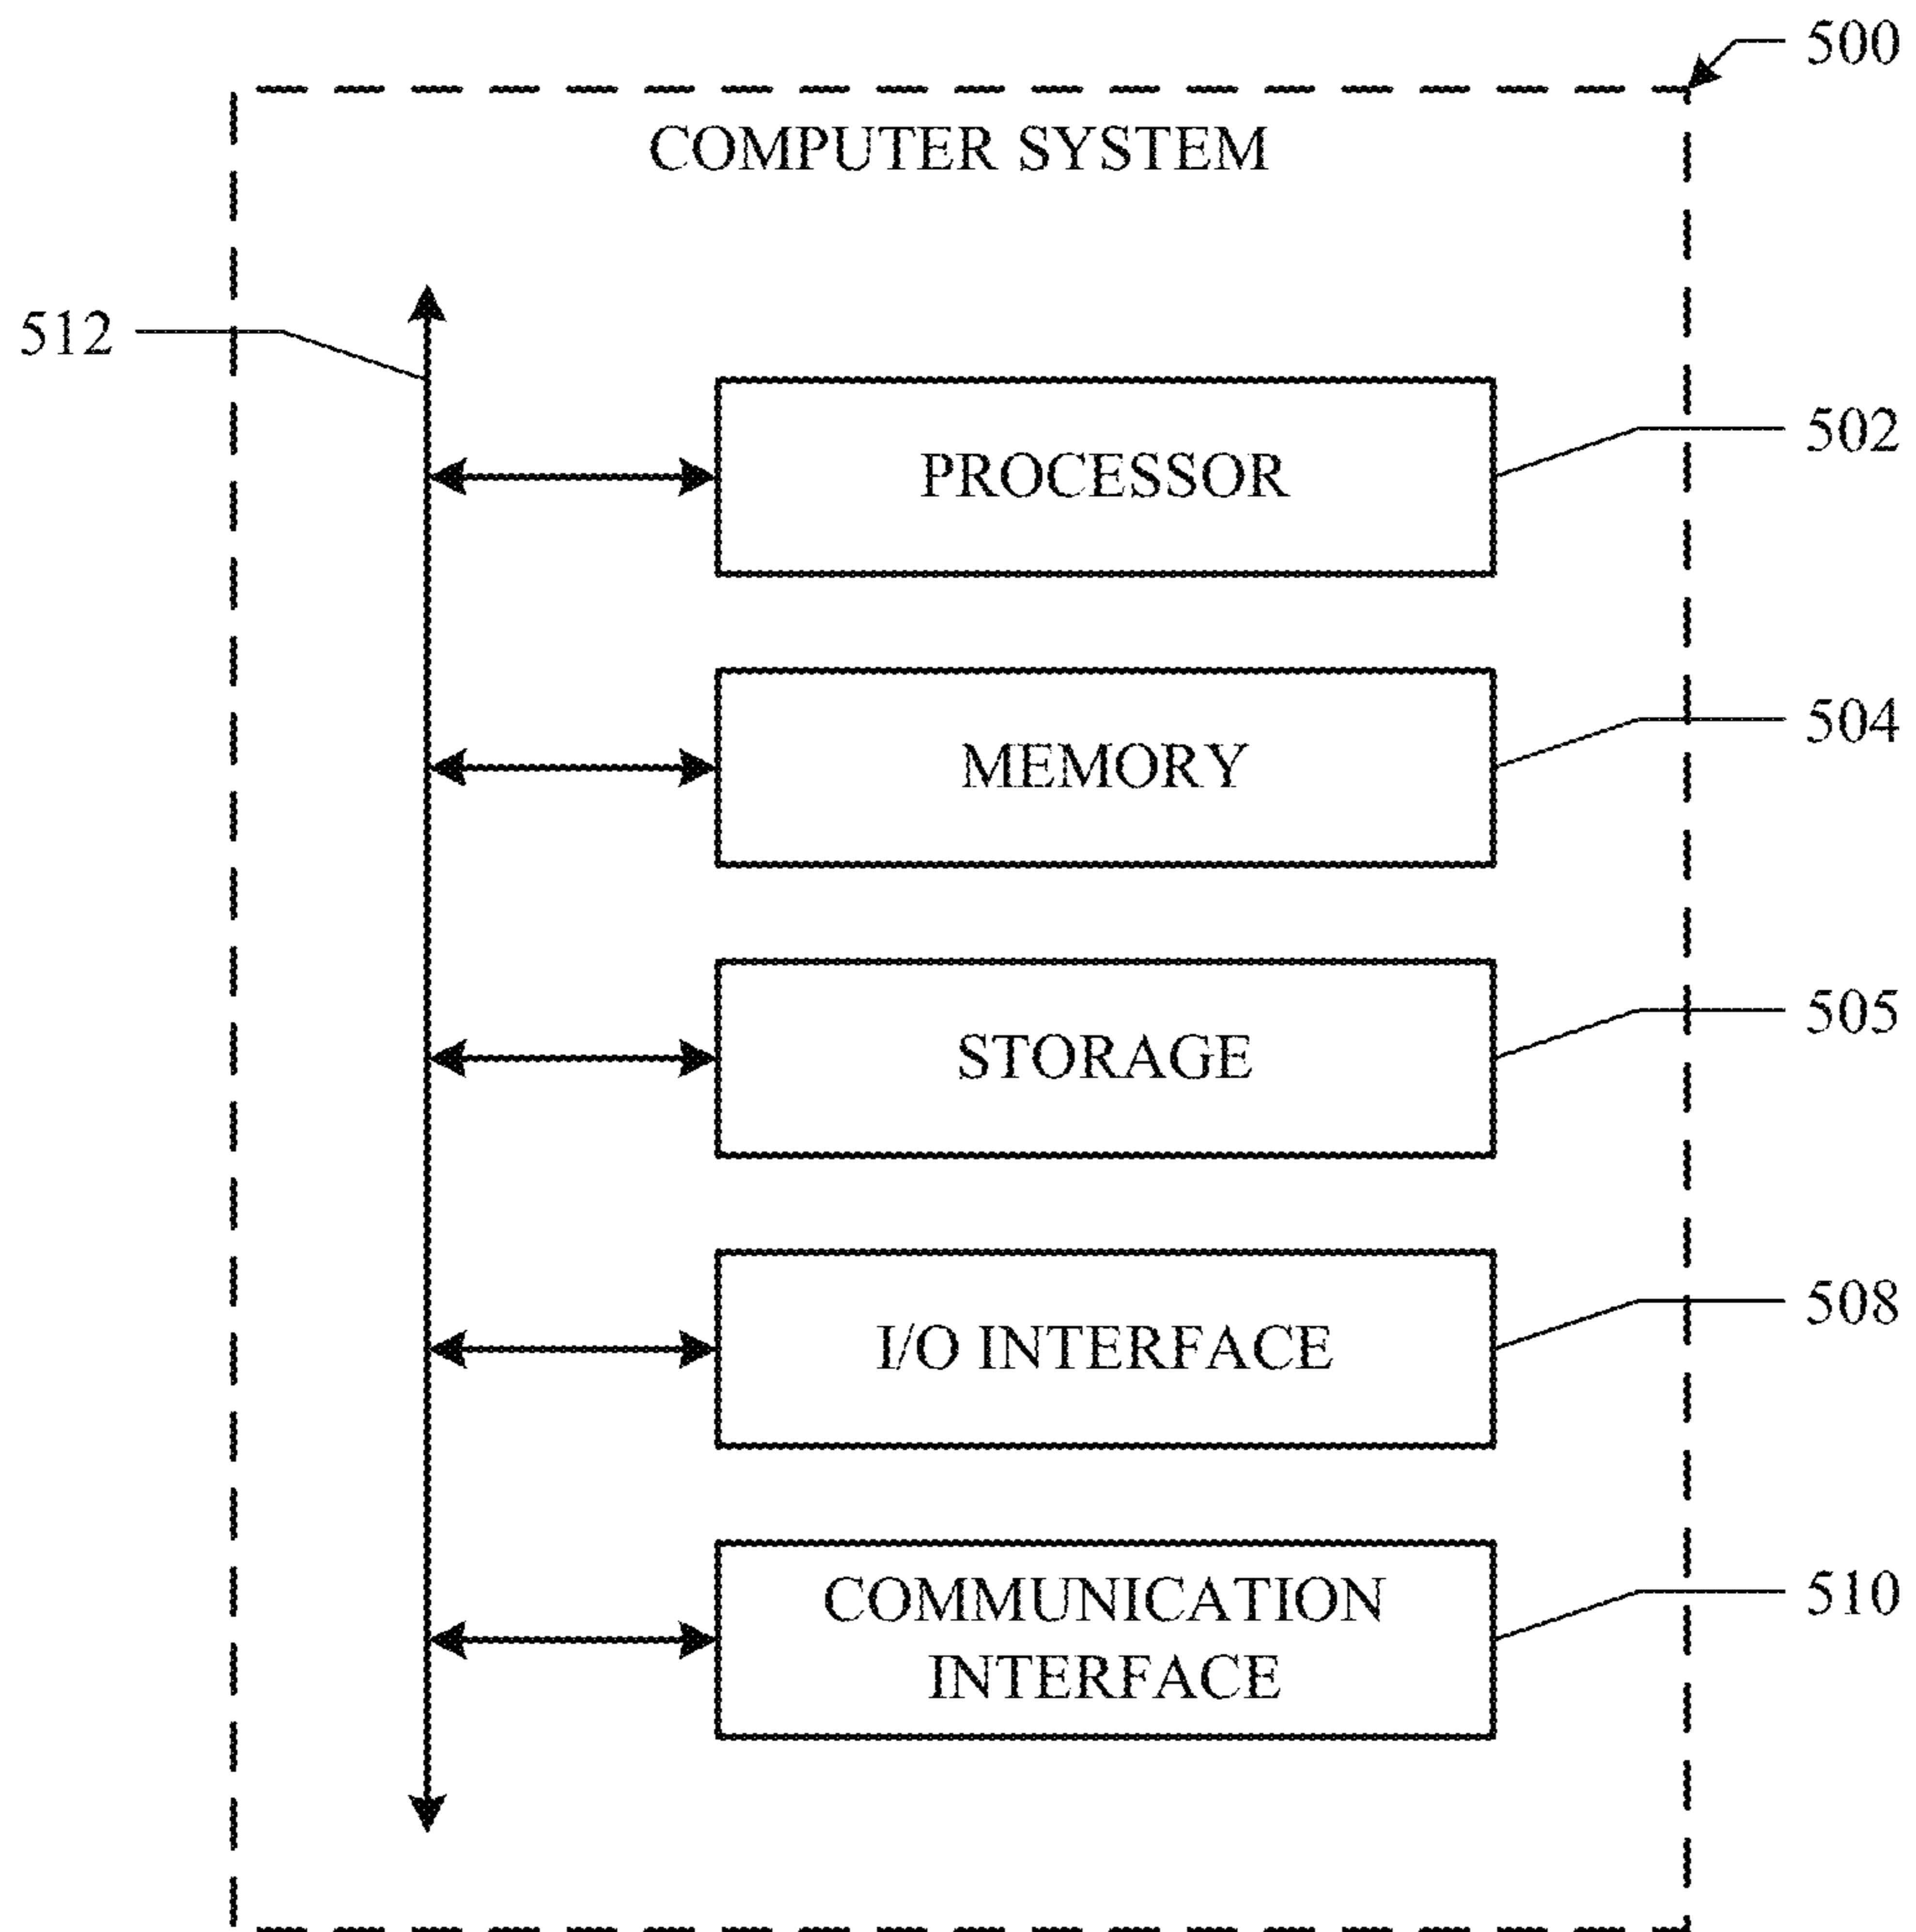 500
COMPUTER SYSTEM
512
PROCESSOR
502
MEMORY
504
STORAGE
505
I/O INTERFACE
508
COMMUNICATION
INTERFACE
510